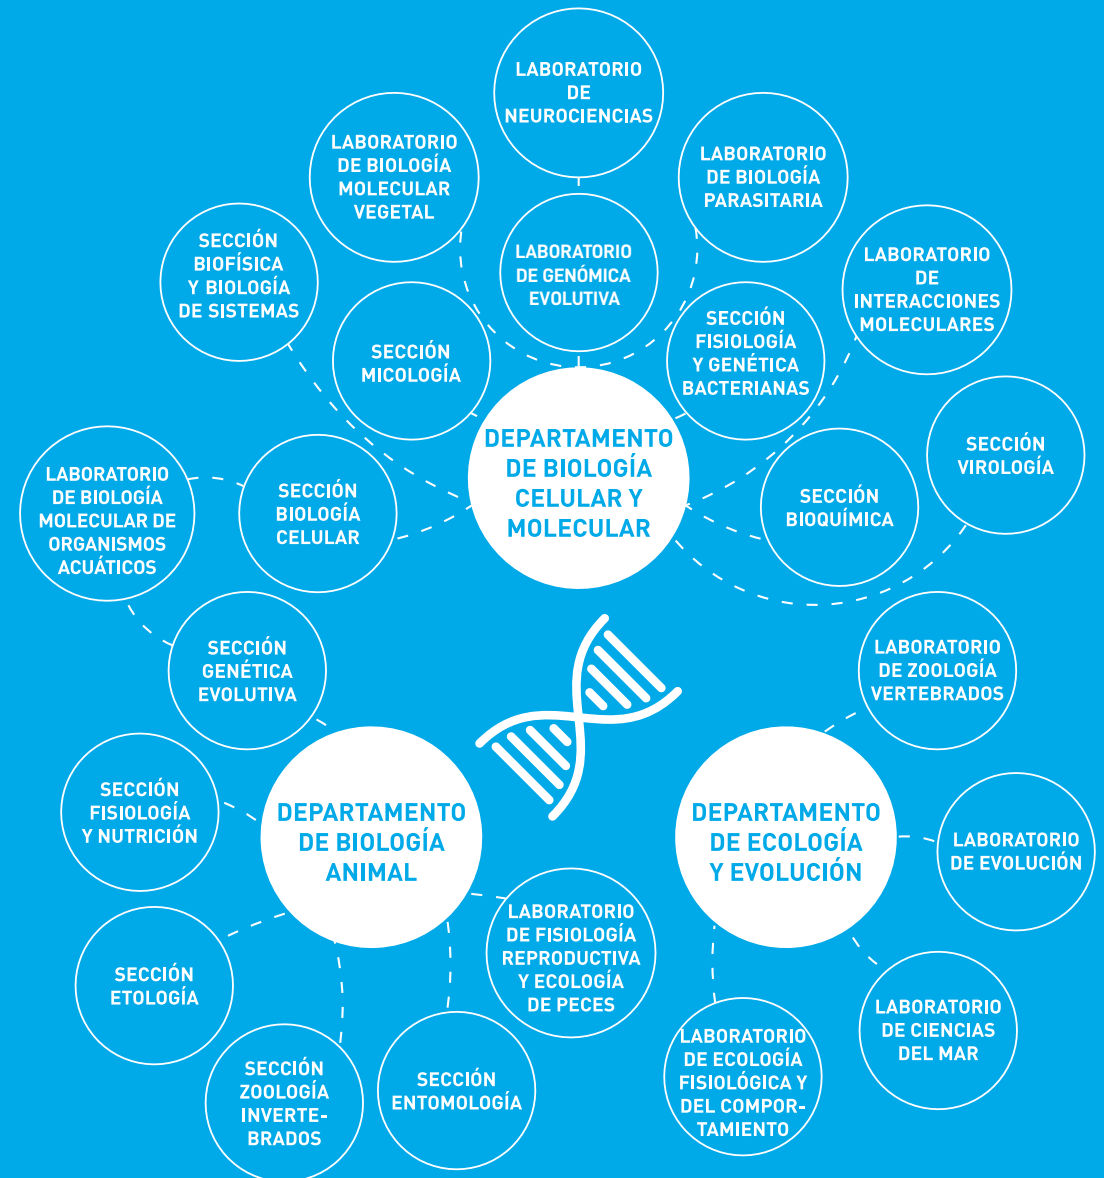 LABORATORIO
DE
NEUROCIENCIAS
LABORATORIO
DE BIOLOGÍA
MOLECULAR
VEGETAL
LABORATORIO
DE BIOLOGÍA
PARASITARIA
SECCIÓN
BIOFÍSICA
Y BIOLOGÍA
DE SISTEMAS
LABORATORIO
DE GENÓMICA
EVOLUTIVA
LABORATORIO
DE
INTERACCIONES
MOLECULARES
SECCIÓN
MICOLOGÍA
SECCIÓN
FISIOLOGÍA
Y GENÉTICA
BACTERIANAS
DEPARTAMENTO
DE BIOLOGÍA
CELULAR Y
MOLECULAR
SECCIÓN
VIROLOGÍA
LABORATORIO
DE BIOLOGÍA
MOLECULAR DE
ORGANISMOS
ACUÁTICOS
SECCIÓN
BIOLOGÍA
CELULAR
SECCIÓN
BIOQUÍMICA
SECCIÓN
GENÉTICA
EVOLUTIVA
LABORATORIO
DE ZOOLOGÍA
VERTEBRADOS
SECCIÓN
FISIOLOGÍA
Y NUTRICIÓN
DEPARTAMENTO
DE BIOLOGÍA
ANIMAL
DEPARTAMENTO
DE ECOLOGÍA
Y EVOLUCIÓN
LABORATORIO
DE EVOLUCIÓN
LABORATORIO
DE FISIOLOGÍA
REPRODUCTIVA
Y ECOLOGÍA
DE PECES
SECCIÓN
ETOLOGÍA
LABORATORIO
DE CIENCIAS
DEL MAR
SECCIÓN
ZOOLOGÍA
INVERTE-
BRADOS
SECCIÓN
ENTOMOLOGÍA
LABORATORIO
DE ECOLOGÍA
FISIOLÓGICA Y
DEL COMPOR-
TAMIENTO